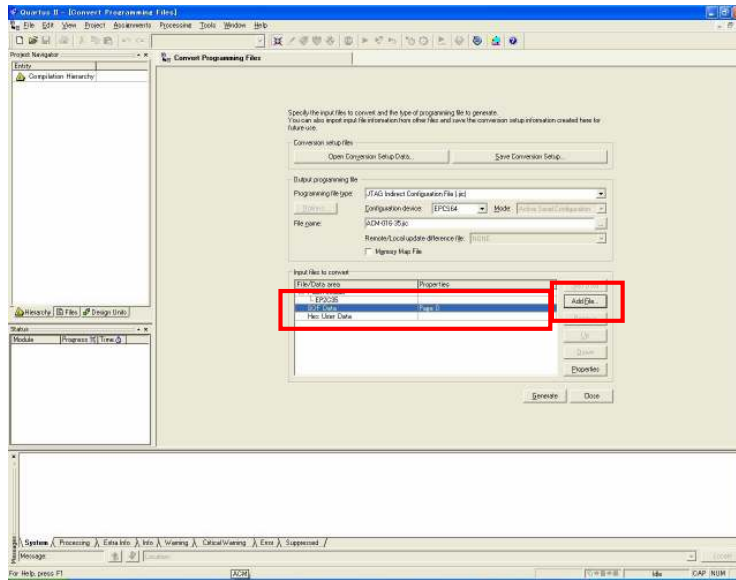 Quartus II - [Convert Programming Files]
File Edit View Project Assignments Processing Tools Window Help
Project Navigator
Entity
Compilation Hierarchy
Hierarchy Files Design Units
Status
Module Progress % Time
Convert Programming Files
Specify the input files to convert and the type of programming file to generate.
You can also import input file information from other files and save the conversion setup information created here for
future use.
Conversion setup files
Open Conversion Setup Data... Save Conversion Setup...
Output programming file
Programming file type: JTAG Indirect Configuration File (.jic)
Options... Configuration device: EPCS64 Mode: Active Serial Configuration
File name: ACM-016-35.jic
Remote/Local update difference file: NONE
Memory Map File
Input files to convert
File/Data area Properties
EP2C35
SOF Data Page_0
Hex User Data
Add File...
Up
Down
Properties
Generate Close
System Processing Extra Info Info Warning Critical Warning Error Suppressed
Messages
Message: Location: Locate
For Help, press F1 ACM Idle CAP NUM